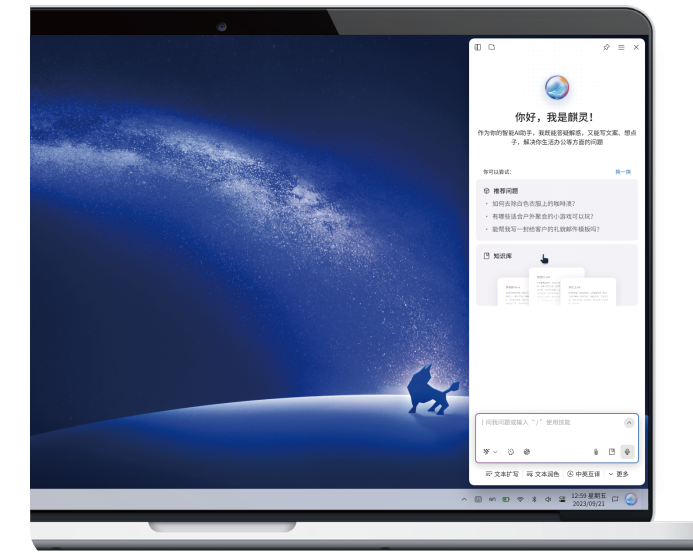 你好，我是麒灵！
作为你的智能AI助手，我既能答疑解惑，又能写文案、想点
子，解决你生活办公等方面的问题
你可以尝试：
换一换
推荐问题
· 如何去除白色衣服上的咖啡渍？
· 有哪些适合户外聚会的小游戏可以玩？
· 能帮我写一封给客户的礼貌邮件模板吗？
知识库
问我问题或输入 "/" 使用技能
文本扩写
文本润色
中英互译
更多
en
12:59 星期五
2023/09/21